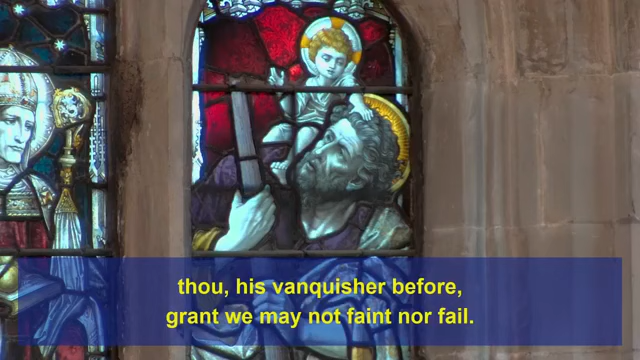 thou, his vanquisher before,
grant we may not faint nor fail.